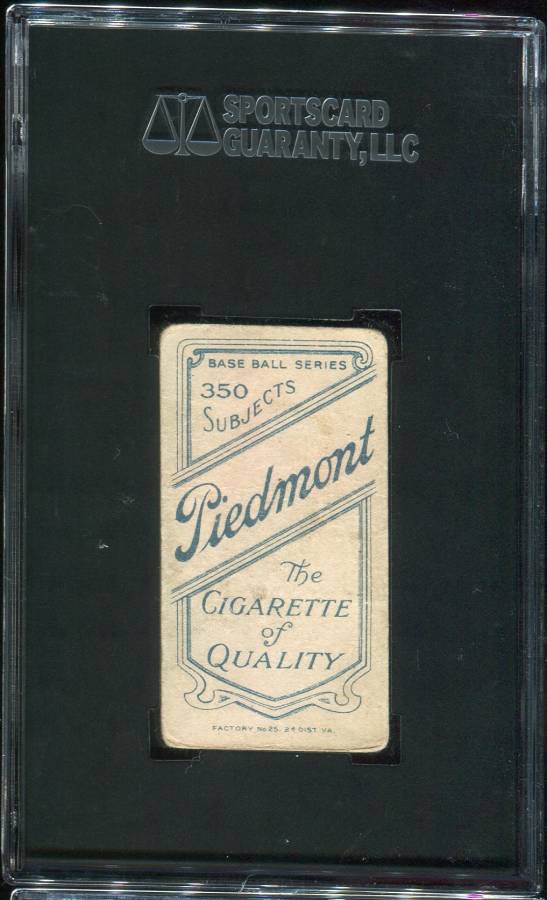 SPORTSCARD
GUARANTY, LLC
BASE BALL SERIES
350
SUBJECTS
Piedmont
The
CIGARETTE
of
QUALITY
FACTORY No 25. 2d DIST. VA.